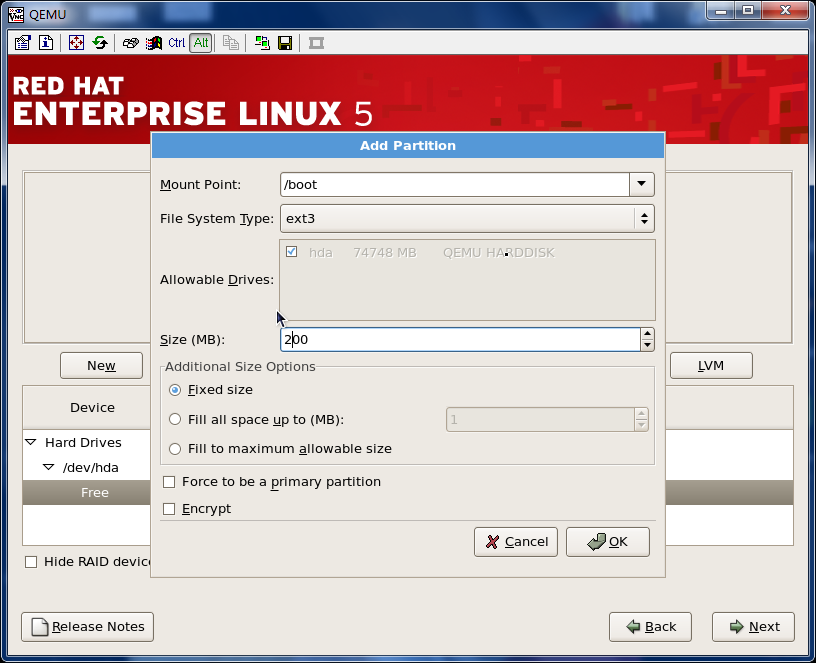 QEMU
Ctrl Alt
RED HAT
ENTERPRISE LINUX 5
Add Partition
Mount Point: /boot
File System Type: ext3
hda 74748 MB QEMU HARDDISK
Allowable Drives:
Size (MB): 200
New
LVM
Additional Size Options
Device
Fixed size
Fill all space up to (MB): 1
Hard Drives
Fill to maximum allowable size
/dev/hda
Force to be a primary partition
Free
Encrypt
Cancel OK
Hide RAID device
Release Notes
Back Next